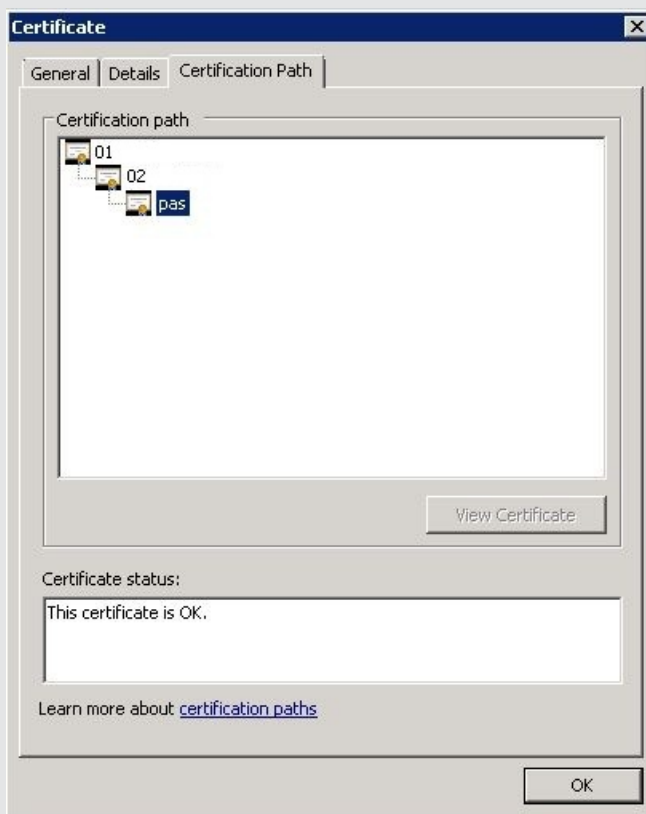 Certificate
General Details Certification Path
Certification path
01
02
pas
View Certificate
Certificate status:
This certificate is OK.
Learn more about certification paths
OK